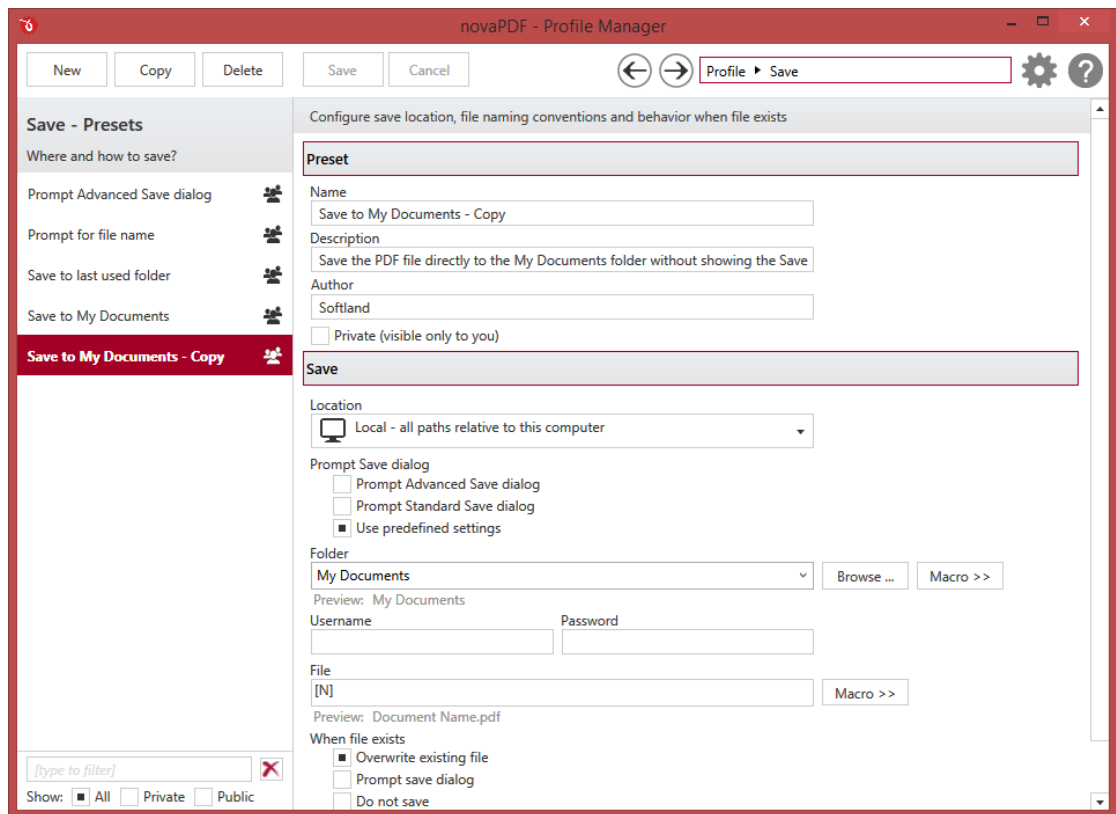 novaPDF - Profile Manager
New Copy Delete Save Cancel Profile ▸ Save
Save - Presets
Where and how to save?
Prompt Advanced Save dialog
Prompt for file name
Save to last used folder
Save to My Documents
Save to My Documents - Copy
[type to filter]
Show: All Private Public
Configure save location, file naming conventions and behavior when file exists
Preset
Name
Save to My Documents - Copy
Description
Save the PDF file directly to the My Documents folder without showing the Save
Author
Softland
Private (visible only to you)
Save
Location
Local - all paths relative to this computer
Prompt Save dialog
Prompt Advanced Save dialog
Prompt Standard Save dialog
Use predefined settings
Folder
My Documents Browse ... Macro >>
Preview: My Documents
Username Password
File
[N] Macro >>
Preview: Document Name.pdf
When file exists
Overwrite existing file
Prompt save dialog
Do not save